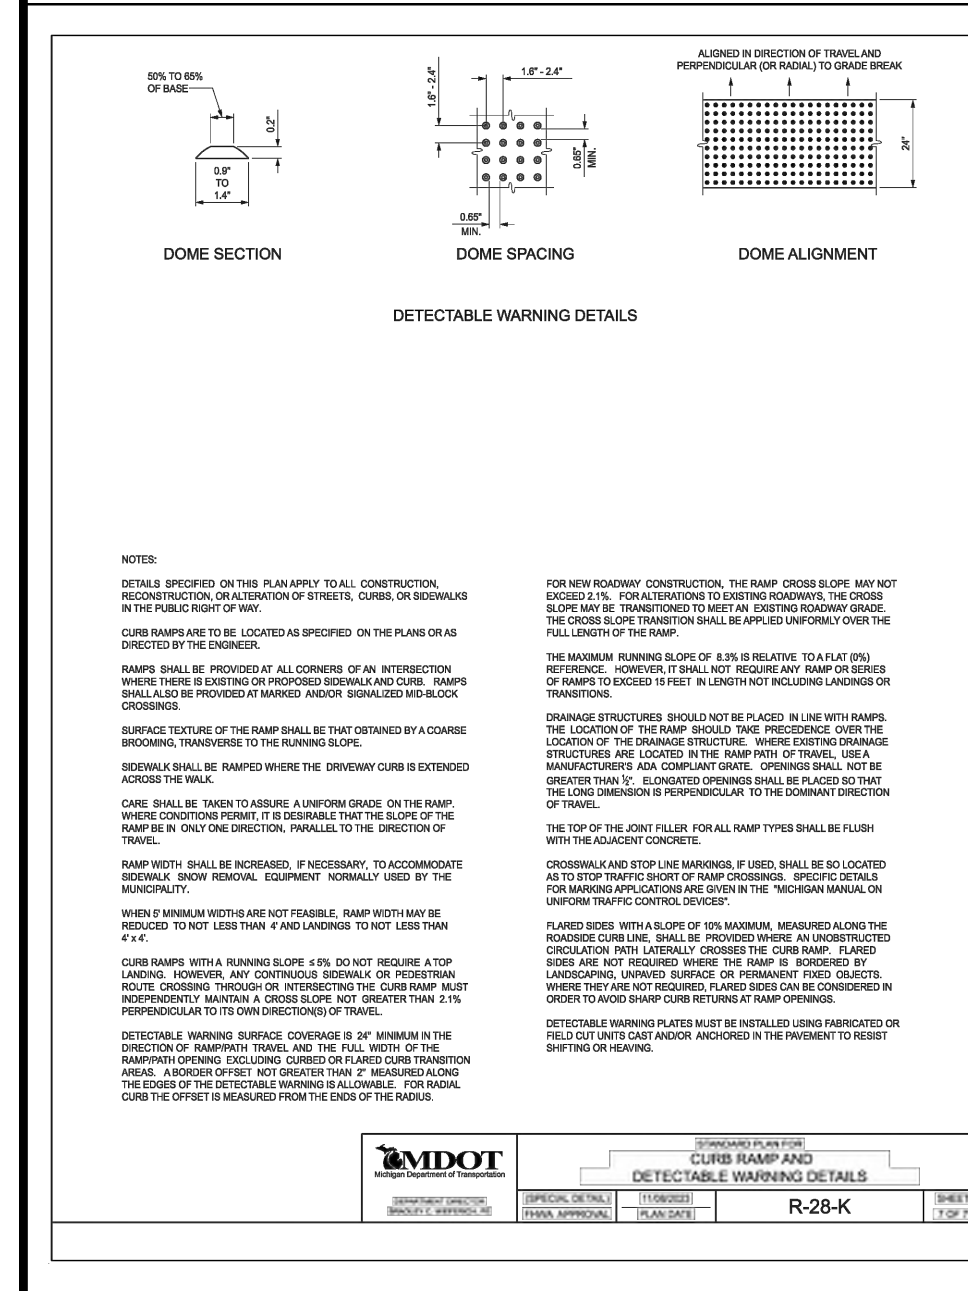 50% TO 65%
OF BASE
0.2"
0.9"
TO
1.4"
DOME SECTION
1.6" - 2.4"
1.6" - 2.4"
0.65"
MIN.
0.65"
MIN.
DOME SPACING
ALIGNED IN DIRECTION OF TRAVEL AND
PERPENDICULAR (OR RADIAL) TO GRADE BREAK
24"
DOME ALIGNMENT
DETECTABLE WARNING DETAILS
NOTES:
DETAILS SPECIFIED ON THIS PLAN APPLY TO ALL CONSTRUCTION,
RECONSTRUCTION, OR ALTERATION OF STREETS, CURBS, OR SIDEWALKS
IN THE PUBLIC RIGHT OF WAY.
CURB RAMPS ARE TO BE LOCATED AS SPECIFIED ON THE PLANS OR AS
DIRECTED BY THE ENGINEER.
RAMPS SHALL BE PROVIDED AT ALL CORNERS OF AN INTERSECTION
WHERE THERE IS EXISTING OR PROPOSED SIDEWALK AND CURB. RAMPS
SHALL ALSO BE PROVIDED AT MARKED AND/OR SIGNALIZED MID-BLOCK
CROSSINGS.
SURFACE TEXTURE OF THE RAMP SHALL BE THAT OBTAINED BY A COARSE
BROOMING, TRANSVERSE TO THE RUNNING SLOPE.
SIDEWALK SHALL BE RAMPED WHERE THE DRIVEWAY CURB IS EXTENDED
ACROSS THE WALK.
CARE SHALL BE TAKEN TO ASSURE A UNIFORM GRADE ON THE RAMP.
WHERE CONDITIONS PERMIT, IT IS DESIRABLE THAT THE SLOPE OF THE
RAMP BE IN ONLY ONE DIRECTION, PARALLEL TO THE DIRECTION OF
TRAVEL.
RAMP WIDTH SHALL BE INCREASED, IF NECESSARY, TO ACCOMMODATE
SIDEWALK SNOW REMOVAL EQUIPMENT NORMALLY USED BY THE
MUNICIPALITY.
WHEN 5' MINIMUM WIDTHS ARE NOT FEASIBLE, RAMP WIDTH MAY BE
REDUCED TO NOT LESS THAN 4' AND LANDINGS TO NOT LESS THAN
4' x 4'.
CURB RAMPS WITH A RUNNING SLOPE ≤ 5% DO NOT REQUIRE A TOP
LANDING. HOWEVER, ANY CONTINUOUS SIDEWALK OR PEDESTRIAN
ROUTE CROSSING THROUGH OR INTERSECTING THE CURB RAMP MUST
INDEPENDENTLY MAINTAIN A CROSS SLOPE NOT GREATER THAN 2.1%
PERPENDICULAR TO ITS OWN DIRECTION(S) OF TRAVEL.
DETECTABLE WARNING SURFACE COVERAGE IS 24" MINIMUM IN THE
DIRECTION OF RAMP/PATH TRAVEL AND THE FULL WIDTH OF THE
RAMP/PATH OPENING EXCLUDING CURBED OR FLARED CURB TRANSITION
AREAS. A BORDER OFFSET NOT GREATER THAN 2" MEASURED ALONG
THE EDGES OF THE DETECTABLE WARNING IS ALLOWABLE. FOR RADIAL
CURB THE OFFSET IS MEASURED FROM THE ENDS OF THE RADIUS.
FOR NEW ROADWAY CONSTRUCTION, THE RAMP CROSS SLOPE MAY NOT
EXCEED 2.1%. FOR ALTERATIONS TO EXISTING ROADWAYS, THE CROSS
SLOPE MAY BE TRANSITIONED TO MEET AN EXISTING ROADWAY GRADE.
THE CROSS SLOPE TRANSITION SHALL BE APPLIED UNIFORMLY OVER THE
FULL LENGTH OF THE RAMP.
THE MAXIMUM RUNNING SLOPE OF 8.3% IS RELATIVE TO A FLAT (0%)
REFERENCE. HOWEVER, IT SHALL NOT REQUIRE ANY RAMP OR SERIES
OF RAMPS TO EXCEED 15 FEET IN LENGTH NOT INCLUDING LANDINGS OR
TRANSITIONS.
DRAINAGE STRUCTURES SHOULD NOT BE PLACED IN LINE WITH RAMPS.
THE LOCATION OF THE RAMP SHOULD TAKE PRECEDENCE OVER THE
LOCATION OF THE DRAINAGE STRUCTURE. WHERE EXISTING DRAINAGE
STRUCTURES ARE LOCATED IN THE RAMP PATH OF TRAVEL, USE A
MANUFACTURER'S ADA COMPLIANT GRATE. OPENINGS SHALL NOT BE
GREATER THAN ½". ELONGATED OPENINGS SHALL BE PLACED SO THAT
THE LONG DIMENSION IS PERPENDICULAR TO THE DOMINANT DIRECTION
OF TRAVEL.
THE TOP OF THE JOINT FILLER FOR ALL RAMP TYPES SHALL BE FLUSH
WITH THE ADJACENT CONCRETE.
CROSSWALK AND STOP LINE MARKINGS, IF USED, SHALL BE SO LOCATED
AS TO STOP TRAFFIC SHORT OF RAMP CROSSINGS. SPECIFIC DETAILS
FOR MARKING APPLICATIONS ARE GIVEN IN THE "MICHIGAN MANUAL ON
UNIFORM TRAFFIC CONTROL DEVICES".
FLARED SIDES WITH A SLOPE OF 10% MAXIMUM, MEASURED ALONG THE
ROADSIDE CURB LINE, SHALL BE PROVIDED WHERE AN UNOBSTRUCTED
CIRCULATION PATH LATERALLY CROSSES THE CURB RAMP. FLARED
SIDES ARE NOT REQUIRED WHERE THE RAMP IS BORDERED BY
LANDSCAPING, UNPAVED SURFACE OR PERMANENT FIXED OBJECTS.
WHERE THEY ARE NOT REQUIRED, FLARED SIDES CAN BE CONSIDERED IN
ORDER TO AVOID SHARP CURB RETURNS AT RAMP OPENINGS.
DETECTABLE WARNING PLATES MUST BE INSTALLED USING FABRICATED OR
FIELD CUT UNITS CAST AND/OR ANCHORED IN THE PAVEMENT TO RESIST
SHIFTING OR HEAVING.
MDOT
Michigan Department of Transportation
DEPARTMENT DIRECTOR
BRADLEY C. WIEFERICH, PE
STANDARD PLAN FOR
CURB RAMP AND
DETECTABLE WARNING DETAILS
(SPECIAL DETAIL)
FHWA APPROVAL
11/08/2023
PLAN DATE
R-28-K
SHEET
7 OF 7